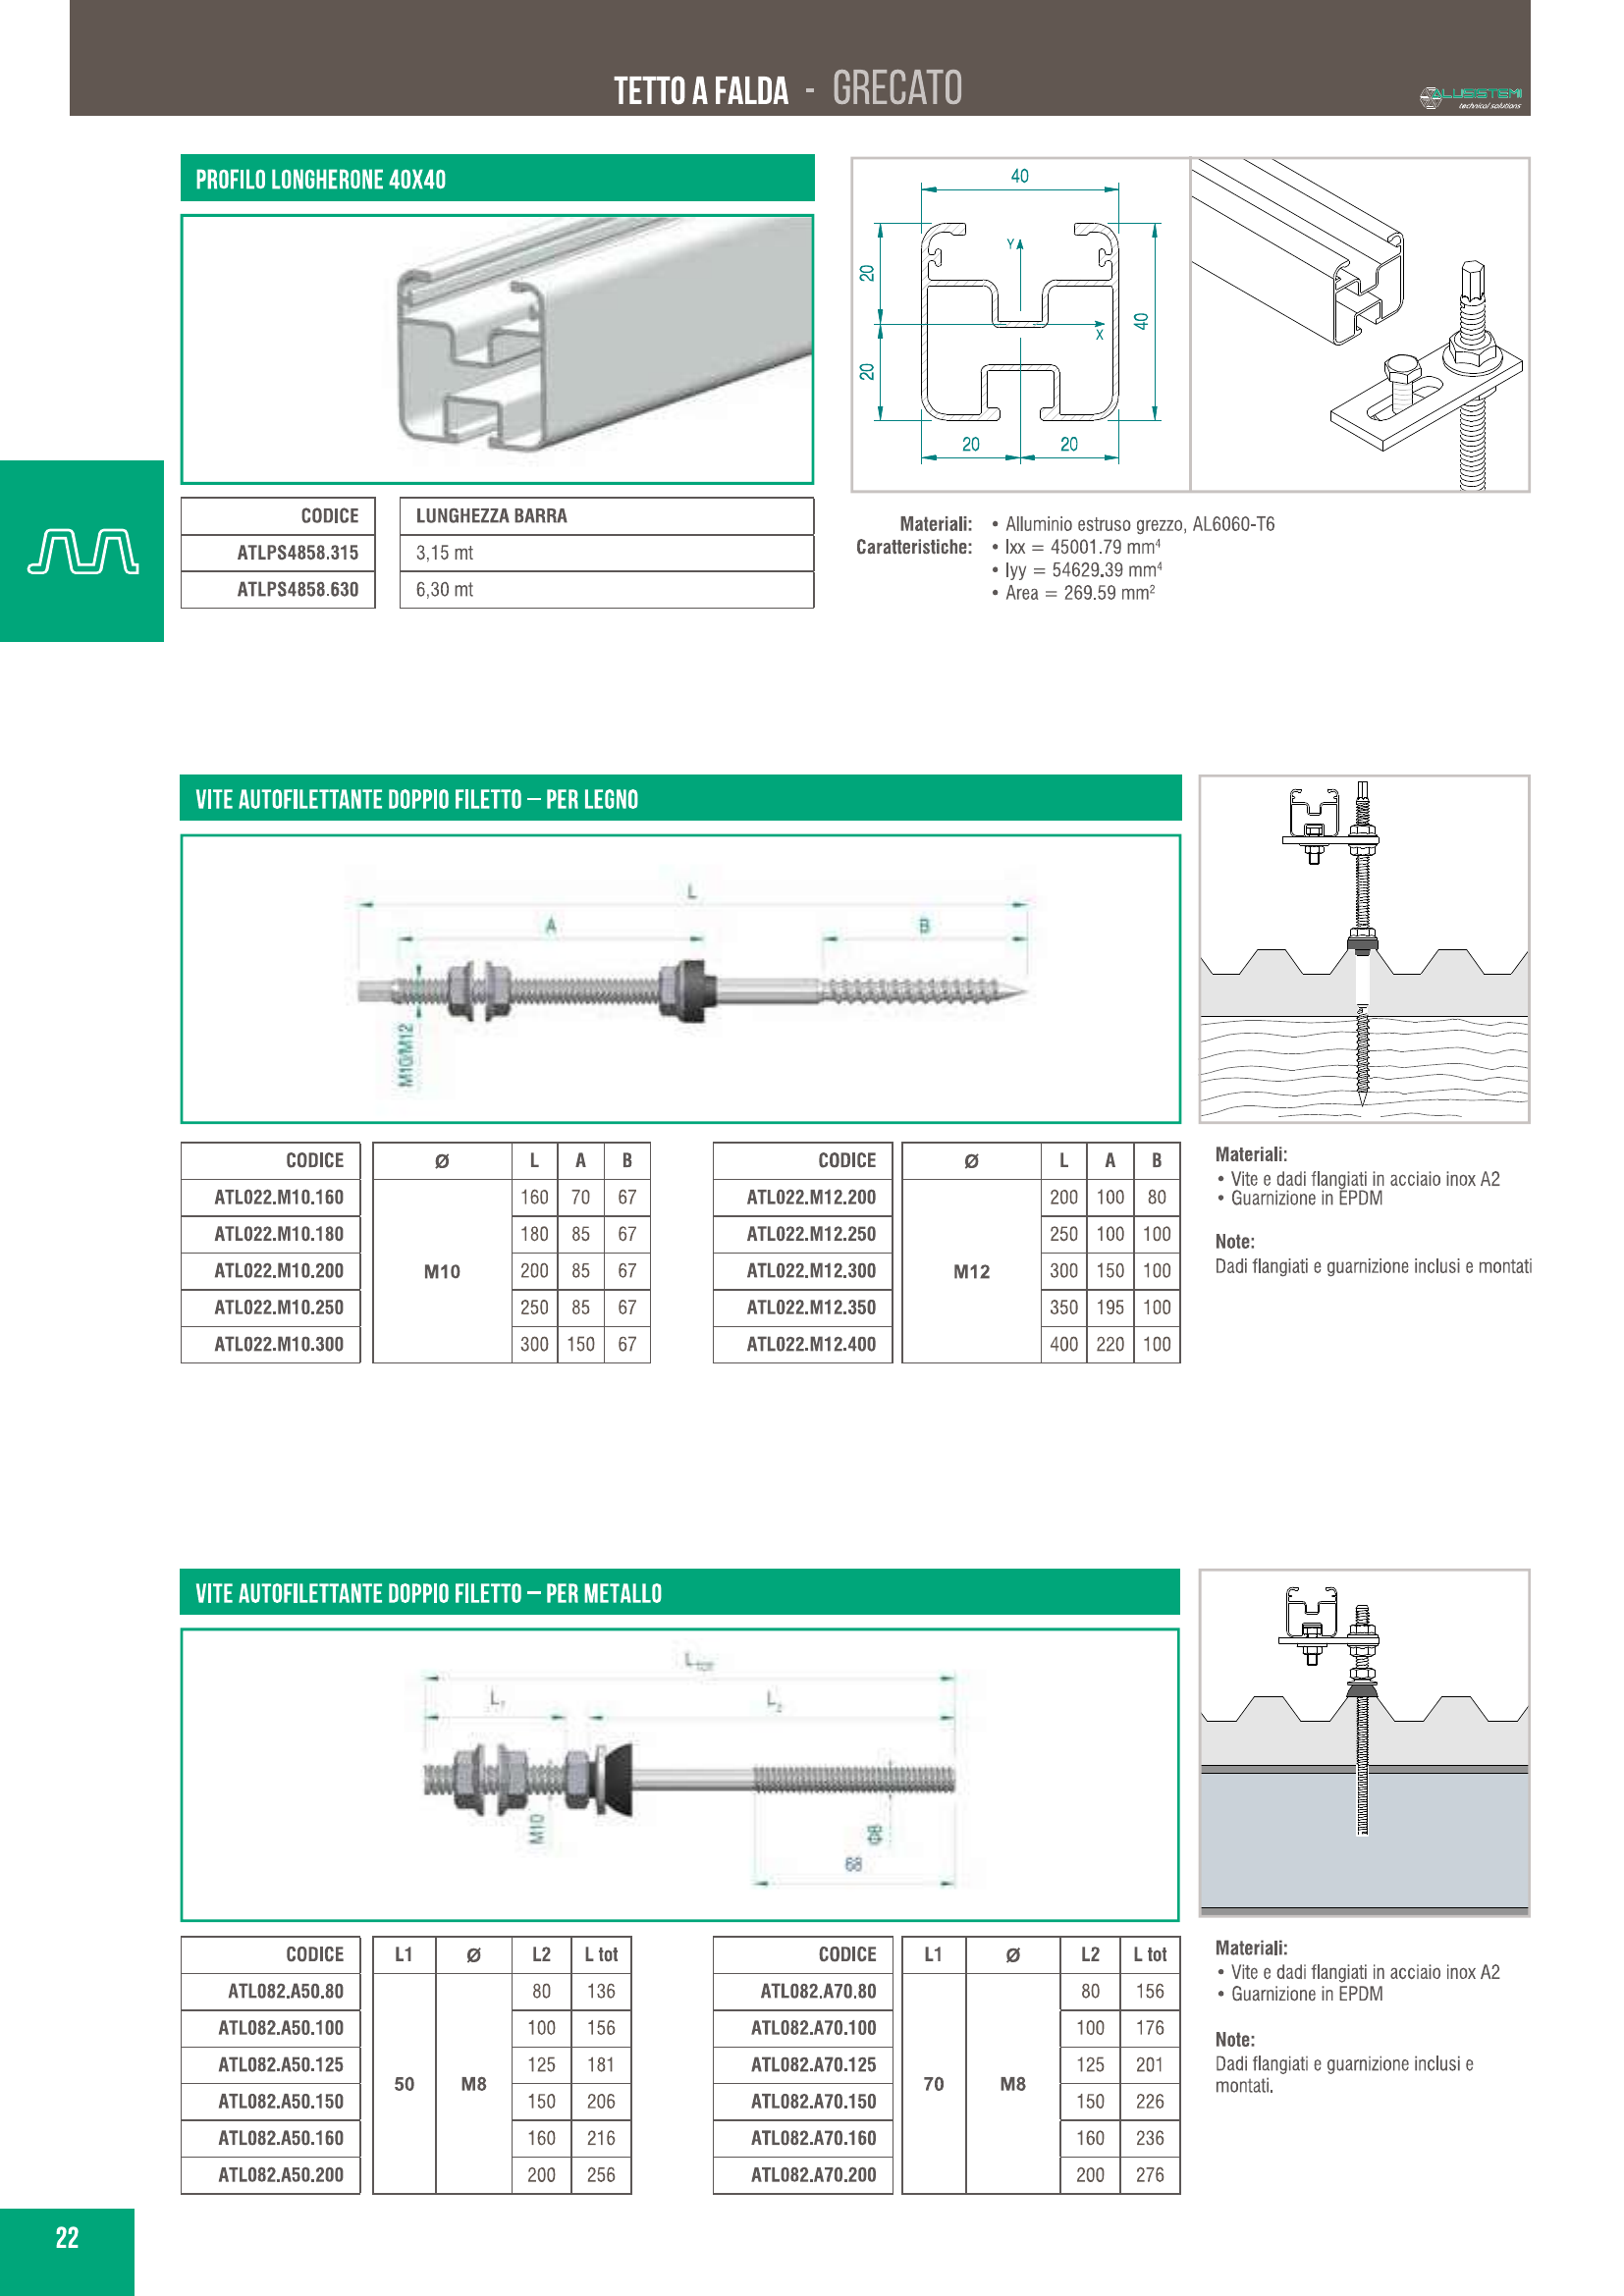 TETTO A FALDA - GRECATO
ALUSISTEMI
technical solutions
PROFILO LONGHERONE 40X40
40
Y
20
X
40
20
20 20
CODICE LUNGHEZZA BARRA
ATLPS4858.315 3,15 mt
ATLPS4858.630 6,30 mt
Materiali: • Alluminio estruso grezzo, AL6060-T6
Caratteristiche: • Ixx = 45001.79 mm⁴
• Iyy = 54629.39 mm⁴
• Area = 269.59 mm²
VITE AUTOFILETTANTE DOPPIO FILETTO – PER LEGNO
L
A B
M10/M12
CODICE Ø L A B
ATL022.M10.160 160 70 67
ATL022.M10.180 180 85 67
ATL022.M10.200 M10 200 85 67
ATL022.M10.250 250 85 67
ATL022.M10.300 300 150 67
CODICE Ø L A B
ATL022.M12.200 200 100 80
ATL022.M12.250 250 100 100
ATL022.M12.300 M12 300 150 100
ATL022.M12.350 350 195 100
ATL022.M12.400 400 220 100
Materiali:
• Vite e dadi flangiati in acciaio inox A2
• Guarnizione in EPDM
Note:
Dadi flangiati e guarnizione inclusi e montati
VITE AUTOFILETTANTE DOPPIO FILETTO – PER METALLO
L
L₁ L₂
M10
68
CODICE L1 Ø L2 L tot
ATL082.A50.80 80 136
ATL082.A50.100 100 156
ATL082.A50.125 125 181
50 M8
ATL082.A50.150 150 206
ATL082.A50.160 160 216
ATL082.A50.200 200 256
CODICE L1 Ø L2 L tot
ATL082.A70.80 80 156
ATL082.A70.100 100 176
ATL082.A70.125 125 201
70 M8
ATL082.A70.150 150 226
ATL082.A70.160 160 236
ATL082.A70.200 200 276
Materiali:
• Vite e dadi flangiati in acciaio inox A2
• Guarnizione in EPDM
Note:
Dadi flangiati e guarnizione inclusi e
montati.
22